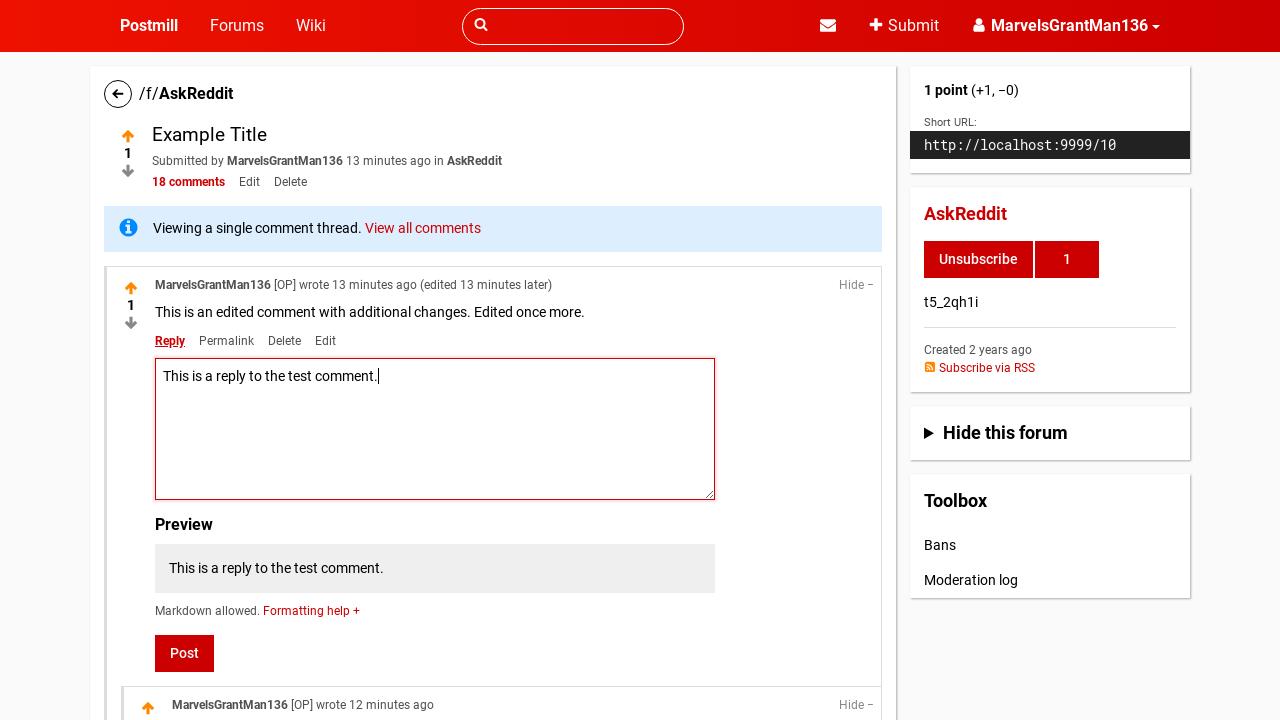 Postmill Forums Wiki Submit MarvelsGrantMan136
/f/AskReddit
Example Title
1
Submitted by MarvelsGrantMan136 13 minutes ago in AskReddit
18 comments Edit Delete
Viewing a single comment thread. View all comments
MarvelsGrantMan136 [OP] wrote 13 minutes ago (edited 13 minutes later) Hide −
1
This is an edited comment with additional changes. Edited once more.
Reply Permalink Delete Edit
This is a reply to the test comment.
Preview
This is a reply to the test comment.
Markdown allowed. Formatting help +
Post
MarvelsGrantMan136 [OP] wrote 12 minutes ago Hide −
1 point (+1, −0)
Short URL:
http://localhost:9999/10
AskReddit
Unsubscribe 1
t5_2qh1i
Created 2 years ago
Subscribe via RSS
Hide this forum
Toolbox
Bans
Moderation log